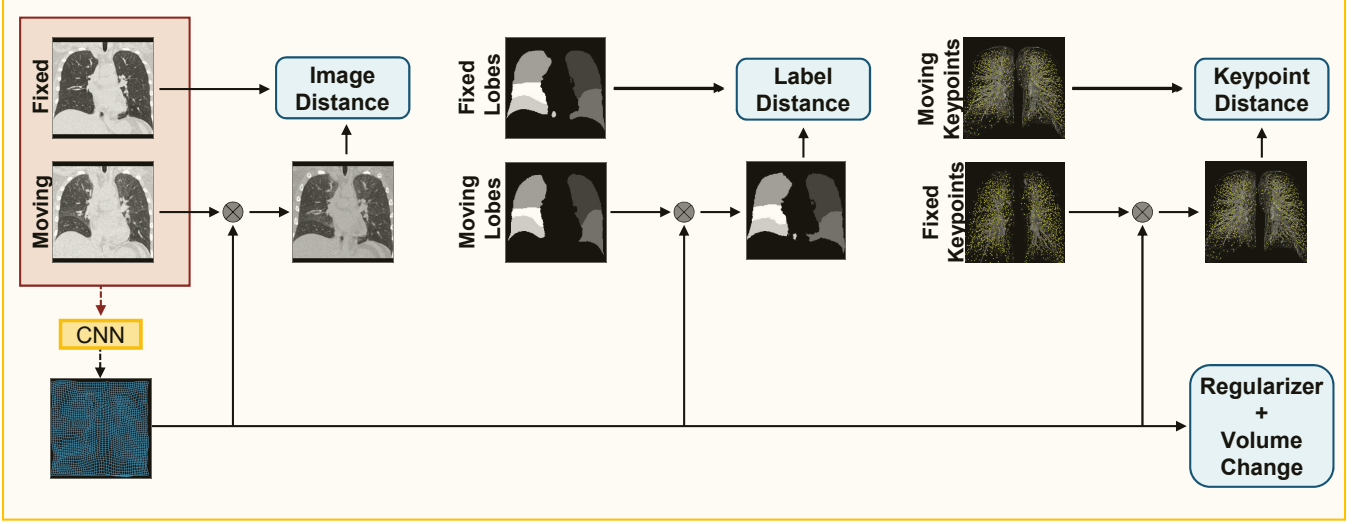 Fixed
Image
Distance
Moving
CNN
Fixed
Lobes
Label
Distance
Moving
Lobes
Moving
Keypoints
Keypoint
Distance
Fixed
Keypoints
Regularizer
+
Volume
Change